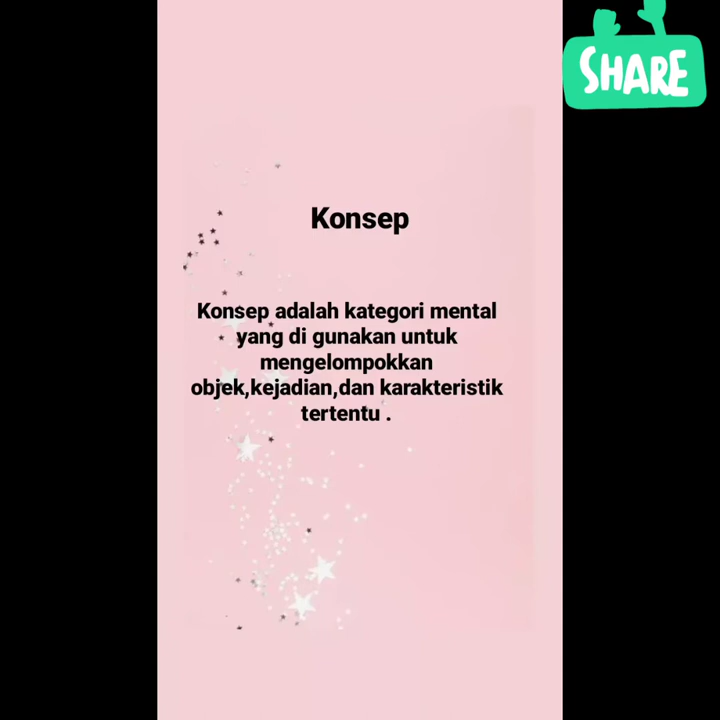 SHARE
Konsep
Konsep adalah kategori mental
yang di gunakan untuk
mengelompokkan
objek,kejadian,dan karakteristik
tertentu .